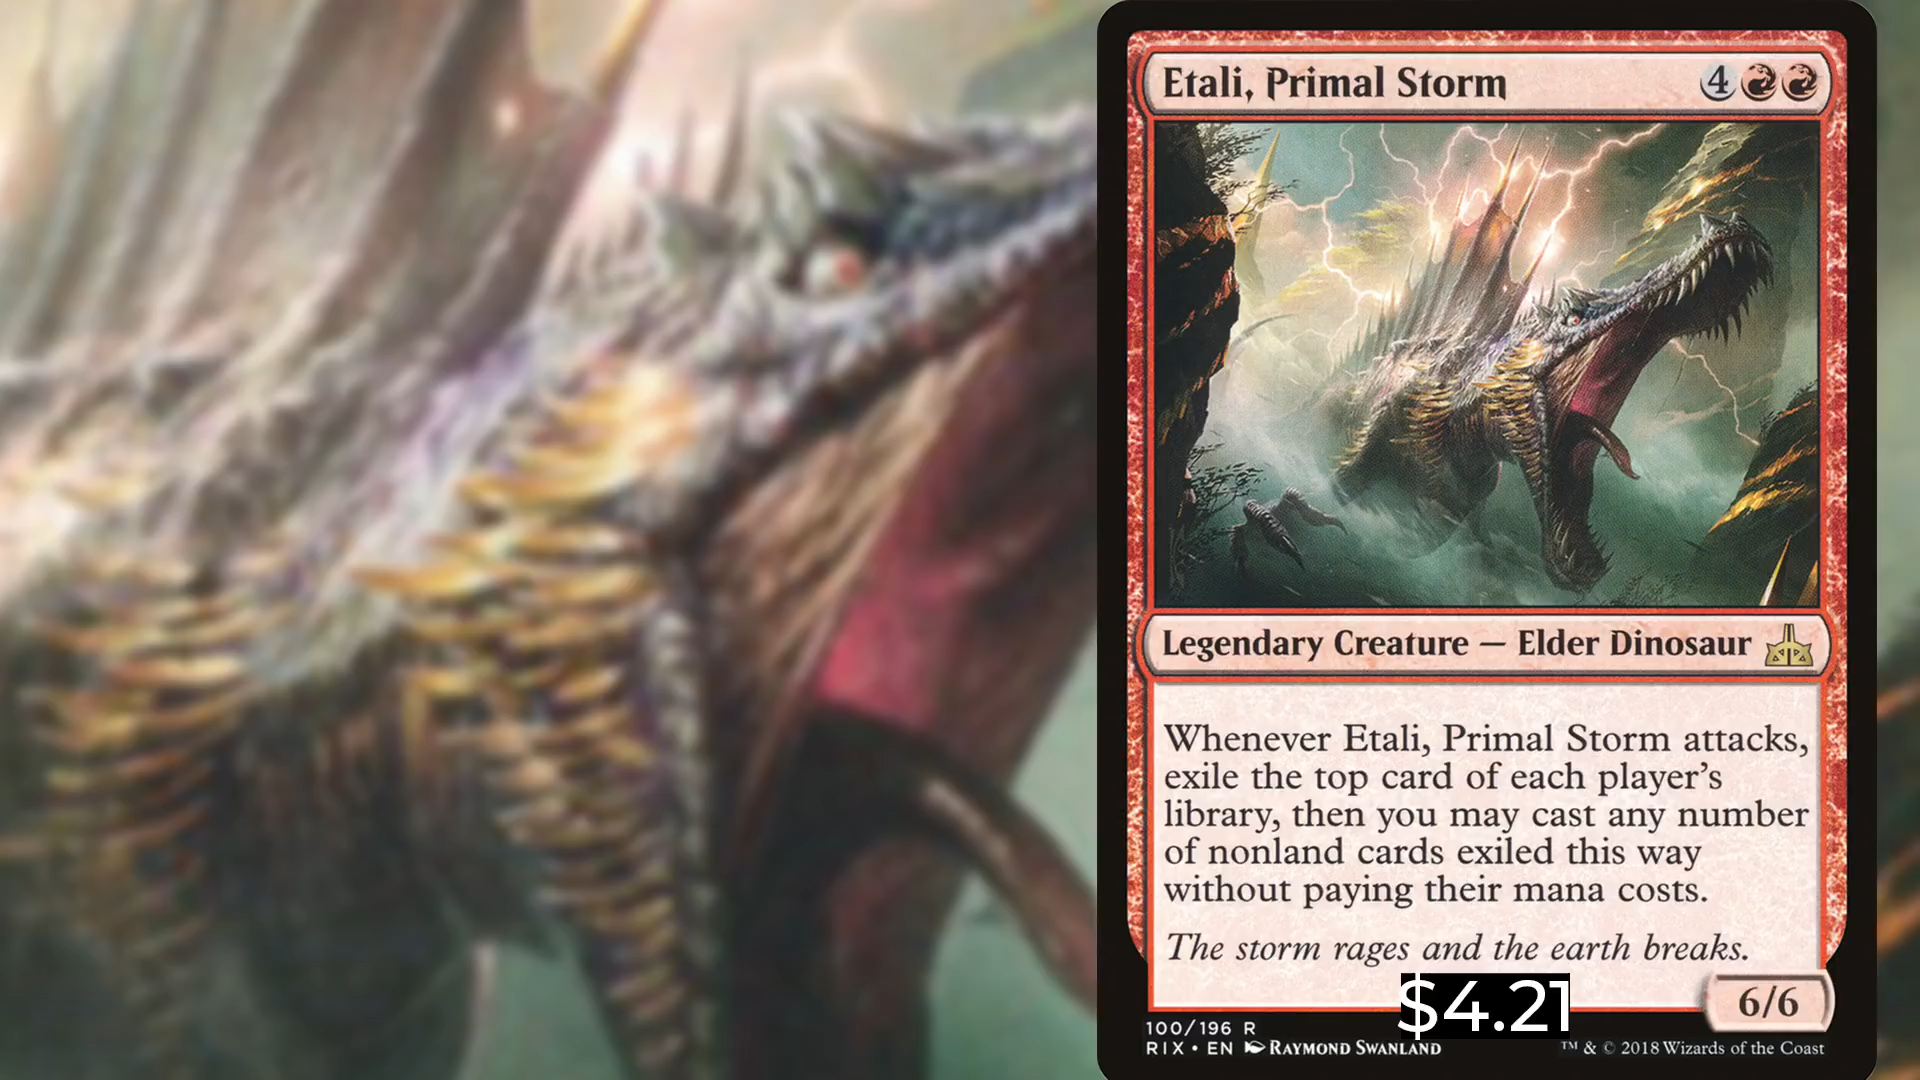 Etali, Primal Storm 4
Legendary Creature — Elder Dinosaur
Whenever Etali, Primal Storm attacks,
exile the top card of each player's
library, then you may cast any number
of nonland cards exiled this way
without paying their mana costs.
The storm rages and the earth breaks.
$4.21
6/6
100/196 R
RIX • EN Raymond Swanland
™ & © 2018 Wizards of the Coast